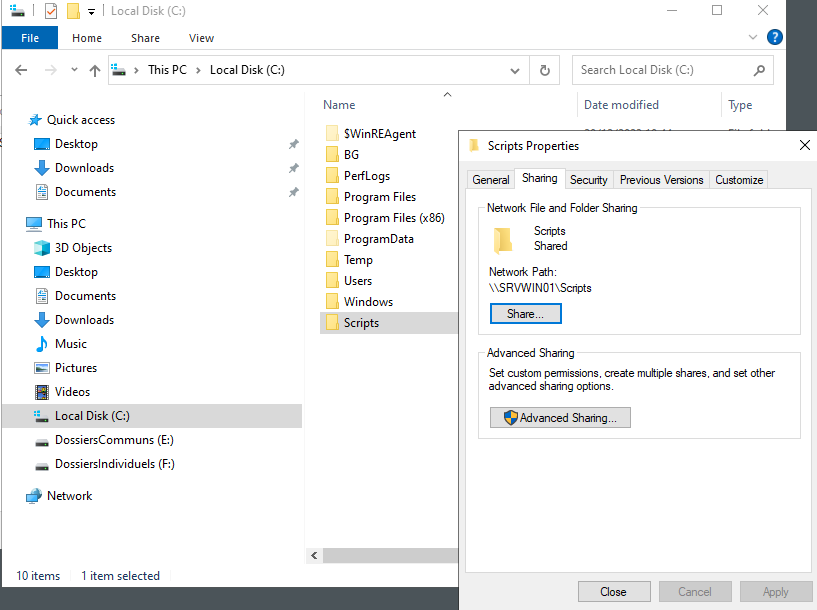 Local Disk (C:)
File Home Share View
This PC Local Disk (C:) Search Local Disk (C:)
Name Date modified Type
Quick access
Desktop
Downloads
Documents
This PC
3D Objects
Desktop
Documents
Downloads
Music
Pictures
Videos
Local Disk (C:)
DossiersCommuns (E:)
DossiersIndividuels (F:)
Network
$WinREAgent
BG
PerfLogs
Program Files
Program Files (x86)
ProgramData
Temp
Users
Windows
Scripts
10 items 1 item selected
Scripts Properties
General Sharing Security Previous Versions Customize
Network File and Folder Sharing
Scripts
Shared
Network Path:
\\SRVWIN01\Scripts
Share...
Advanced Sharing
Set custom permissions, create multiple shares, and set other
advanced sharing options.
Advanced Sharing...
Close Cancel Apply